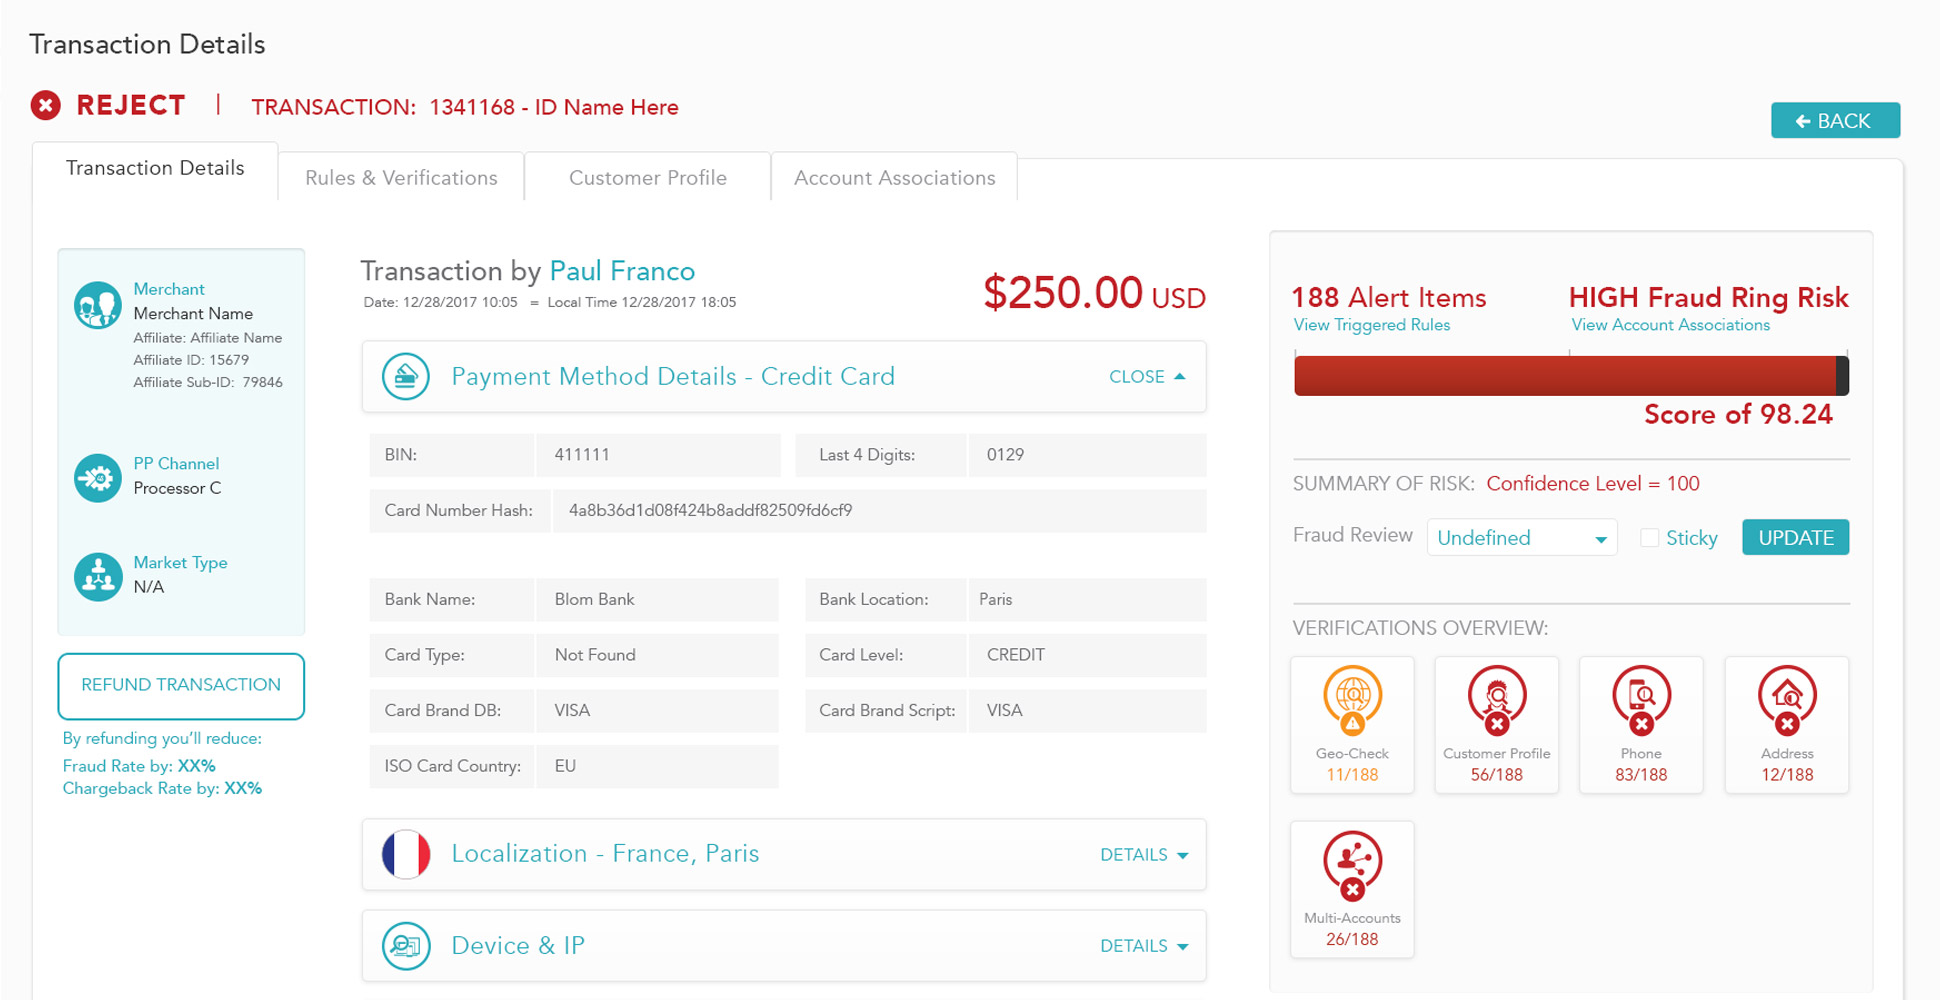 Transaction Details
REJECT | TRANSACTION: 1341168 - ID Name Here
BACK
Transaction Details
Rules & Verifications
Customer Profile
Account Associations
Merchant
Merchant Name
Affiliate: Affiliate Name
Affiliate ID: 15679
Affiliate Sub-ID: 79846
PP Channel
Processor C
Market Type
N/A
REFUND TRANSACTION
By refunding you'll reduce:
Fraud Rate by: XX%
Chargeback Rate by: XX%
Transaction by Paul Franco
Date: 12/28/2017 10:05 = Local Time 12/28/2017 18:05
$250.00 USD
Payment Method Details - Credit Card
CLOSE
BIN: 411111
Last 4 Digits: 0129
Card Number Hash: 4a8b36d1d08f424b8addf82509fd6cf9
Bank Name: Blom Bank
Bank Location: Paris
Card Type: Not Found
Card Level: CREDIT
Card Brand DB: VISA
Card Brand Script: VISA
ISO Card Country: EU
Localization - France, Paris
DETAILS
Device & IP
DETAILS
188 Alert Items
View Triggered Rules
HIGH Fraud Ring Risk
View Account Associations
Score of 98.24
SUMMARY OF RISK: Confidence Level = 100
Fraud Review Undefined Sticky UPDATE
VERIFICATIONS OVERVIEW:
Geo-Check
11/188
Customer Profile
56/188
Phone
83/188
Address
12/188
Multi-Accounts
26/188